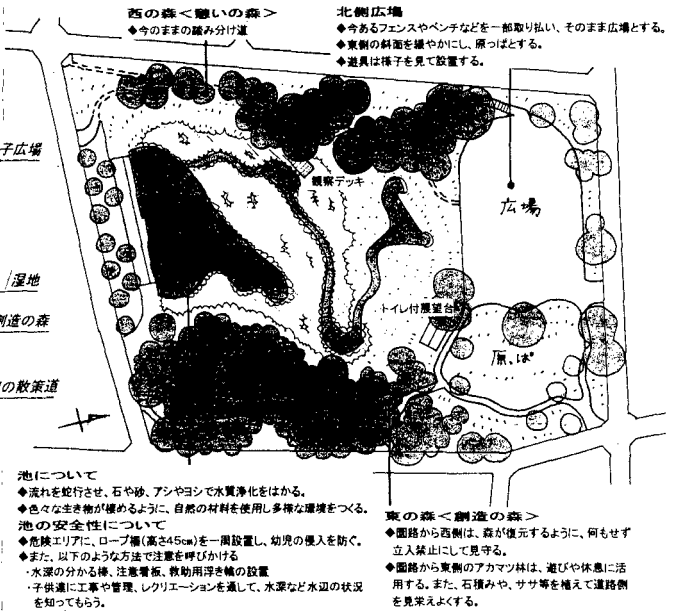 西の森<憩いの森>
◆今のままの踏み分け道
北側広場
◆今あるフェンスやベンチなどを一部取り払い、そのまま広場とする。
◆東側の斜面を緩やかにし、原っぱとする。
◆遊具は様子を見て設置する。
子広場
観察デッキ
広場
湿地
創造の森
トイレ付展望台
原っぱ
の散策道
池について
◆流れを蛇行させ、石や砂、アシやヨシで水質浄化をはかる。
◆色々な生き物が棲めるように、自然の材料を使用し多様な環境をつくる。
池の安全性について
◆危険エリアに、ロープ柵(高さ45cm)を一周設置し、幼児の侵入を防ぐ。
◆また、以下のような方法で注意を呼びかける
・水深の分かる棒、注意看板、救助用浮き輪の設置
・子供達に工事や管理、レクリエーションを通して、水深など水辺の状況
を知ってもらう。
東の森<創造の森>
◆園路から西側は、森が復元するように、何もせず
立入禁止にして見守る。
◆園路から東側のアカマツ林は、遊びや休息に活
用する。また、石積みや、ササ等を植えて道路側
を見栄えよくする。